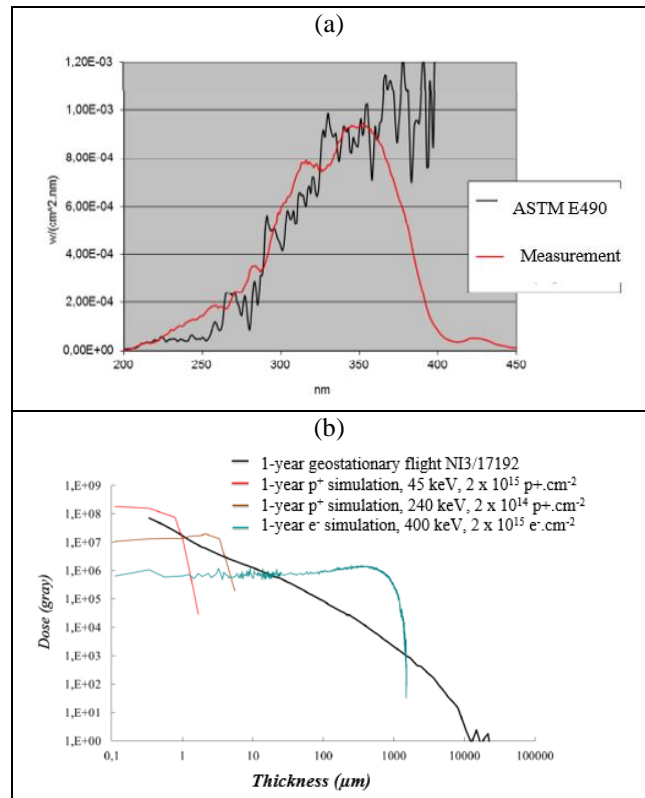 (a)
1,20E-03
1,00E-03
8,00E-04
6,00E-04
4,00E-04
2,00E-04
0,00E+00
w/(cm^2.nm)
200 250 300 350 400 450
nm
ASTM E490
Measurement
(b)
1-year geostationary flight NI3/17192
1-year p⁺ simulation, 45 keV, 2 x 10¹⁵ p+.cm⁻²
1-year p⁺ simulation, 240 keV, 2 x 10¹⁴ p+.cm⁻²
1-year e⁻ simulation, 400 keV, 2 x 10¹⁵ e⁻.cm⁻²
1,E+09
1,E+08
1,E+07
1,E+06
1,E+05
1,E+04
1,E+03
1,E+02
1,E+01
1,E+00
Dose (gray)
0,1 1 10 100 1000 10000 100000
Thickness (µm)